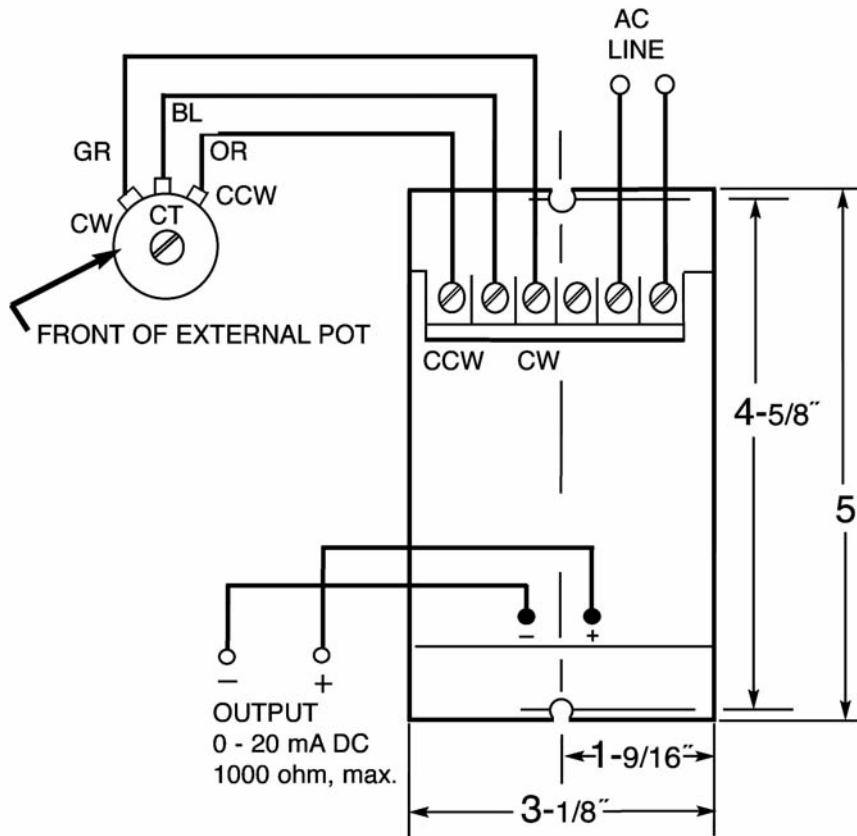 AC
LINE
BL
GR
OR
CCW
CW
CT
FRONT OF EXTERNAL POT
CCW CW
4-5/8˝
5
– +
– +
OUTPUT
0 - 20 mA DC
1000 ohm, max.
1-9/16˝
3-1/8˝